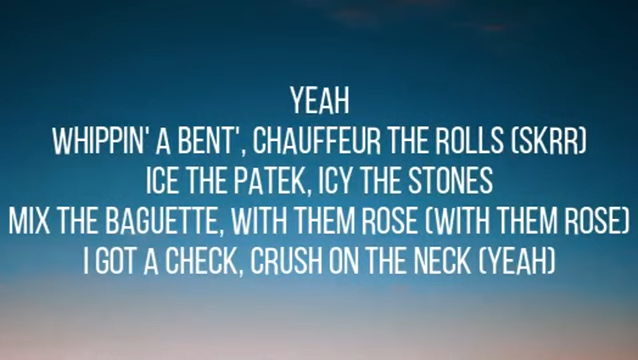 YEAH
WHIPPIN' A BENT', CHAUFFEUR THE ROLLS (SKRR)
ICE THE PATEK, ICY THE STONES
MIX THE BAGUETTE, WITH THEM ROSE (WITH THEM ROSE)
I GOT A CHECK, CRUSH ON THE NECK (YEAH)